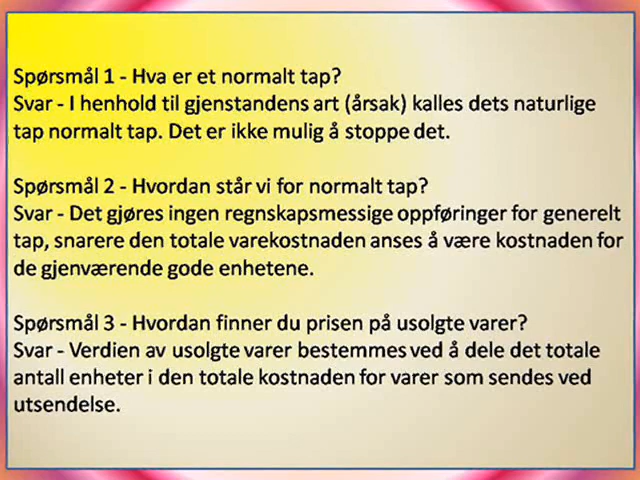 Spørsmål 1 - Hva er et normalt tap?
Svar - I henhold til gjenstandens art (årsak) kalles dets naturlige
tap normalt tap. Det er ikke mulig å stoppe det.
Spørsmål 2 - Hvordan står vi for normalt tap?
Svar - Det gjøres ingen regnskapsmessige oppføringer for generelt
tap, snarere den totale varekostnaden anses å være kostnaden for
de gjenværende gode enhetene.
Spørsmål 3 - Hvordan finner du prisen på usolgte varer?
Svar - Verdien av usolgte varer bestemmes ved å dele det totale
antall enheter i den totale kostnaden for varer som sendes ved
utsendelse.